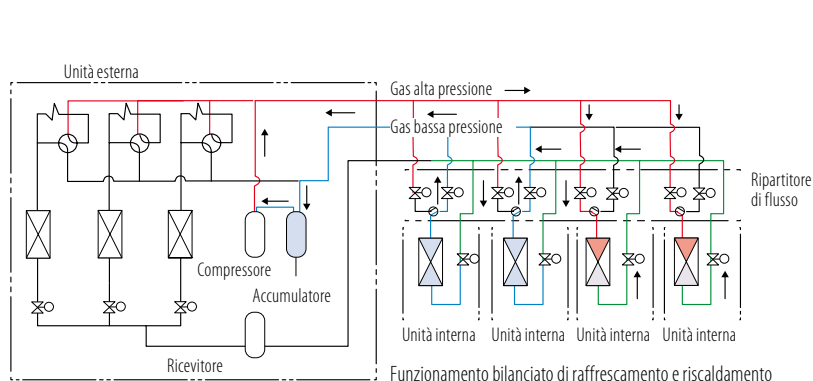 Unità esterna
Gas alta pressione
Gas bassa pressione
Ripartitore
di flusso
Compressore
Accumulatore
Unità interna
Unità interna
Unità interna
Unità interna
Ricevitore
Funzionamento bilanciato di raffrescamento e riscaldamento